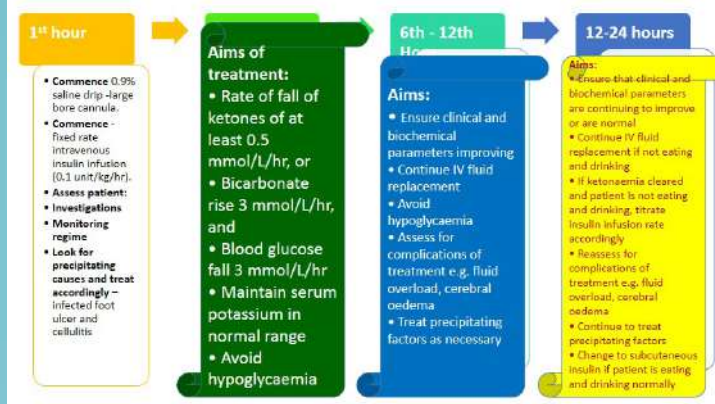 1st hour
▪ Commence 0.9%
saline drip -large
bore cannula.
▪ Commence -
fixed rate
intravenous
insulin infusion
(0.1 unit/kg/hr).
▪ Assess patient:
▪ Investigations
▪ Monitoring
regime
▪ Look for
precipitating
causes and treat
accordingly –
infected foot
ulcer and
cellulitis
Aims of
treatment:
• Rate of fall of
ketones of at
least 0.5
mmol/L/hr, or
• Bicarbonate
rise 3 mmol/L/hr,
and
• Blood glucose
fall 3 mmol/L/hr
• Maintain serum
potassium in
normal range
• Avoid
hypoglycaemia
6th - 12th
Aims:
• Ensure clinical and
biochemical
parameters improving
• Continue IV fluid
replacement
• Avoid
hypoglycaemia
• Assess for
complications of
treatment e.g. fluid
overload, cerebral
oedema
• Treat precipitating
factors as necessary
12-24 hours
Aims:
• Ensure that clinical and
biochemical parameters
are continuing to improve
or are normal
• Continue IV fluid
replacement if not eating
and drinking
• If ketonaemia cleared
and patient is not eating
and drinking, titrate
insulin infusion rate
accordingly
• Reassess for
complications of
treatment e.g. fluid
overload, cerebral
oedema
• Continue to treat
precipitating factors
• Change to subcutaneous
insulin if patient is eating
and drinking normally